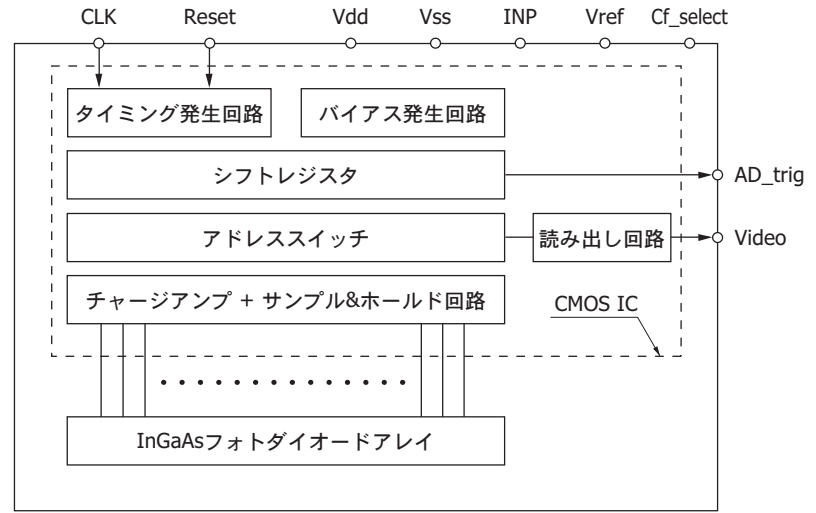 CLK Reset Vdd Vss INP Vref Cf_select
タイミング発生回路 バイアス発生回路
シフトレジスタ AD_trig
アドレススイッチ 読み出し回路 Video
チャージアンプ + サンプル&ホールド回路
CMOS IC
InGaAsフォトダイオードアレイ